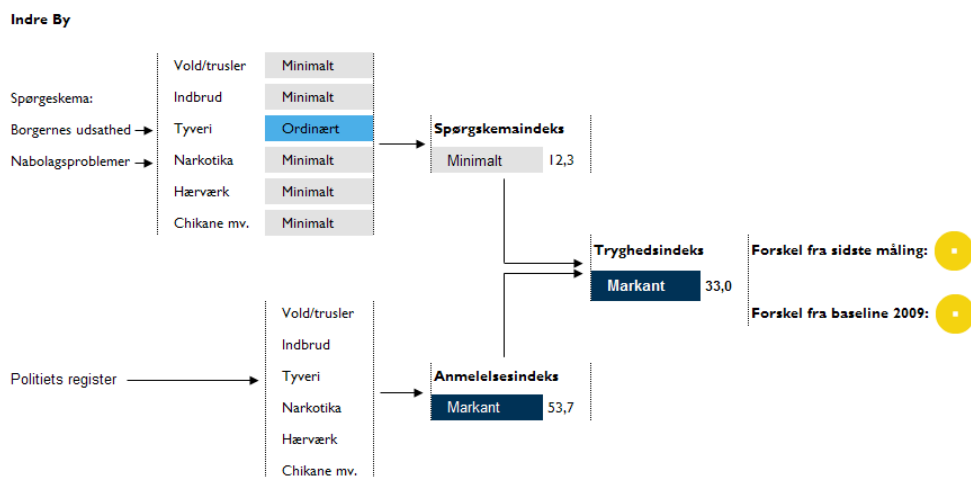 Indre By
Spørgeskema:
Borgernes udsathed
Nabolagsproblemer
Vold/trusler Minimalt
Indbrud Minimalt
Tyveri Ordinært
Narkotika Minimalt
Hærværk Minimalt
Chikane mv. Minimalt
Spørgskemaindeks
Minimalt 12,3
Tryghedsindeks
Markant 33,0
Forskel fra sidste måling:
Forskel fra baseline 2009:
Politiets register
Vold/trusler
Indbrud
Tyveri
Narkotika
Hærværk
Chikane mv.
Anmelelsesindeks
Markant 53,7